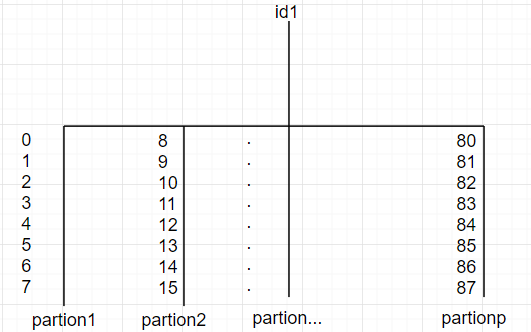 id1
0 8 . 80
1 9 . 81
2 10 . 82
3 11 . 83
4 12 . 84
5 13 . 85
6 14 . 86
7 15 . 87
partion1 partion2 partion... partionp